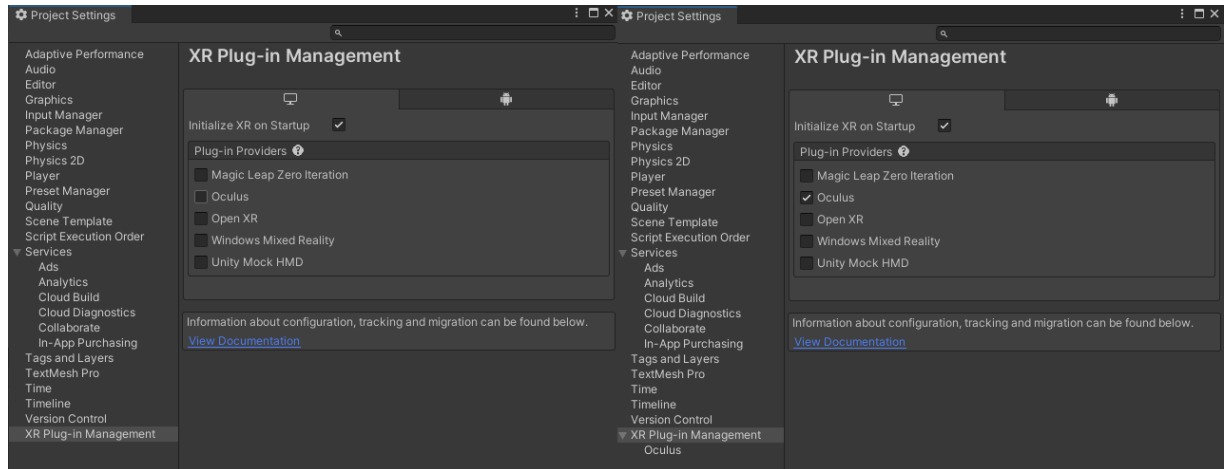 Project Settings
XR Plug-in Management
Adaptive Performance
Audio
Editor
Graphics
Input Manager
Package Manager
Physics
Physics 2D
Player
Preset Manager
Quality
Scene Template
Script Execution Order
Services
Ads
Analytics
Cloud Build
Cloud Diagnostics
Collaborate
In-App Purchasing
Tags and Layers
TextMesh Pro
Time
Timeline
Version Control
XR Plug-in Management
Initialize XR on Startup
Plug-in Providers
Magic Leap Zero Iteration
Oculus
Open XR
Windows Mixed Reality
Unity Mock HMD
Information about configuration, tracking and migration can be found below.
View Documentation
Project Settings
XR Plug-in Management
Adaptive Performance
Audio
Editor
Graphics
Input Manager
Package Manager
Physics
Physics 2D
Player
Preset Manager
Quality
Scene Template
Script Execution Order
Services
Ads
Analytics
Cloud Build
Cloud Diagnostics
Collaborate
In-App Purchasing
Tags and Layers
TextMesh Pro
Time
Timeline
Version Control
XR Plug-in Management
Oculus
Initialize XR on Startup
Plug-in Providers
Magic Leap Zero Iteration
Oculus
Open XR
Windows Mixed Reality
Unity Mock HMD
Information about configuration, tracking and migration can be found below.
View Documentation